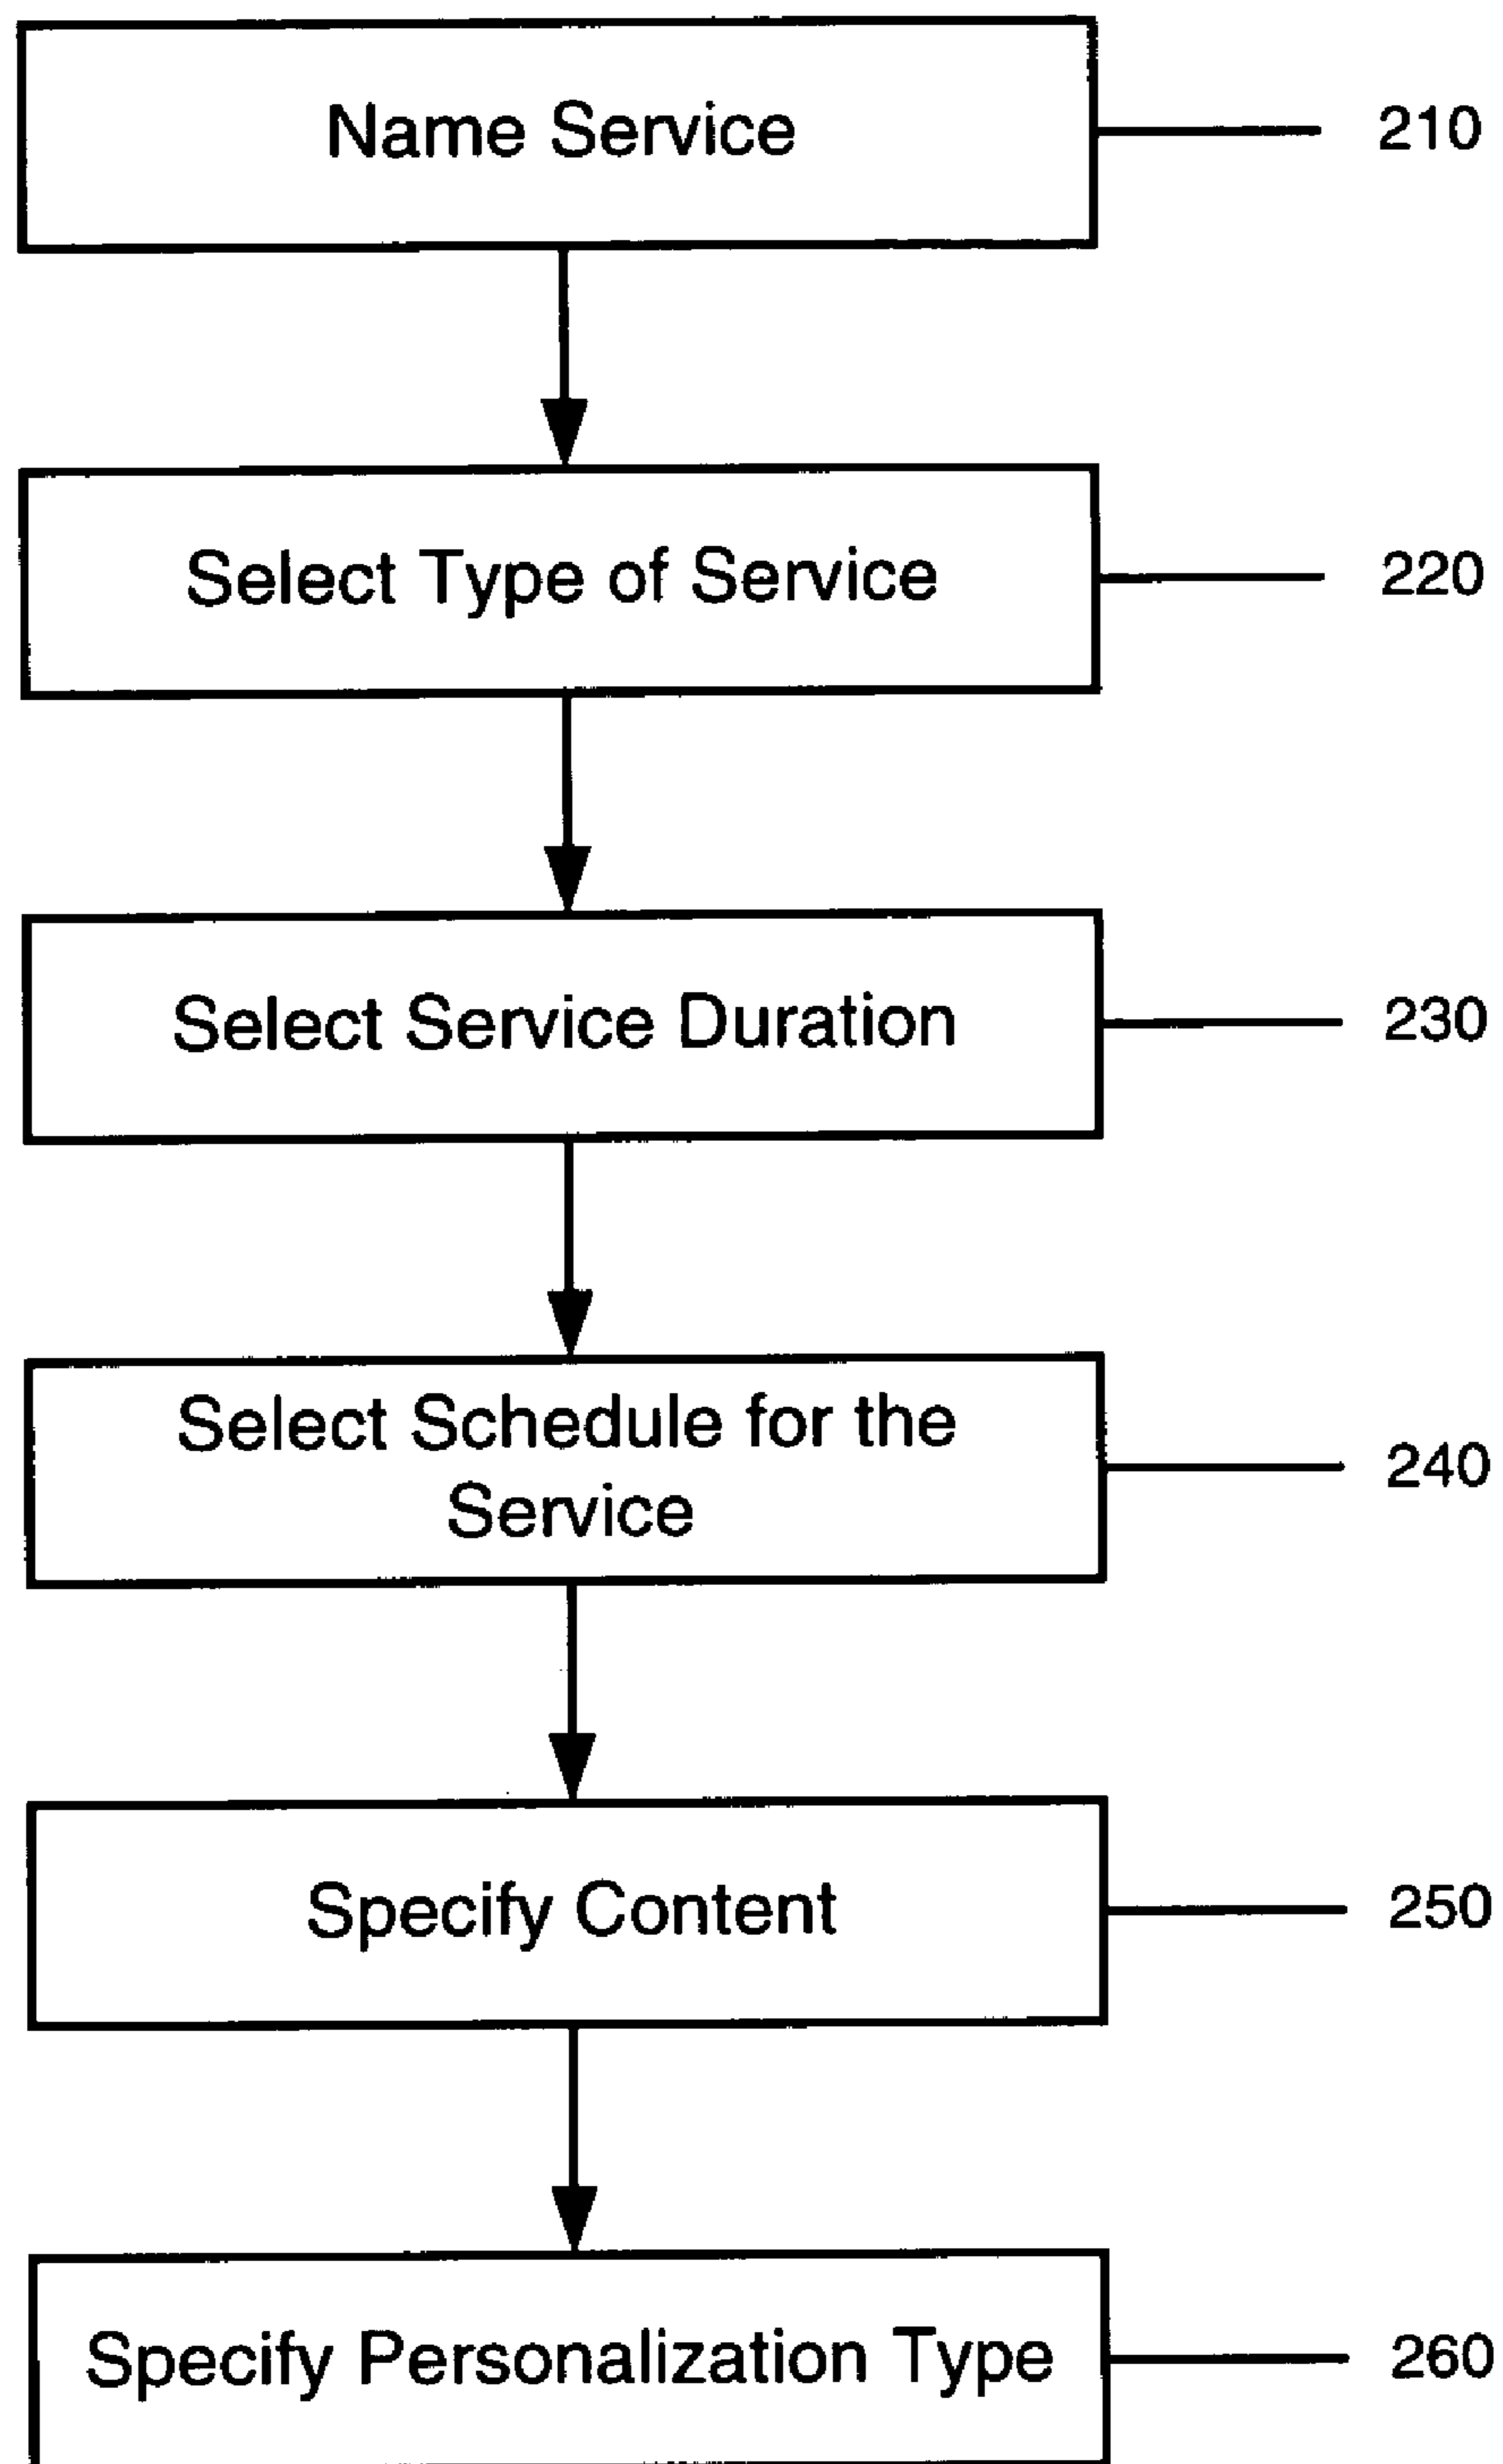 Name Service
210
Select Type of Service
220
Select Service Duration
230
Select Schedule for the
Service
240
Specify Content
250
Specify Personalization Type
260